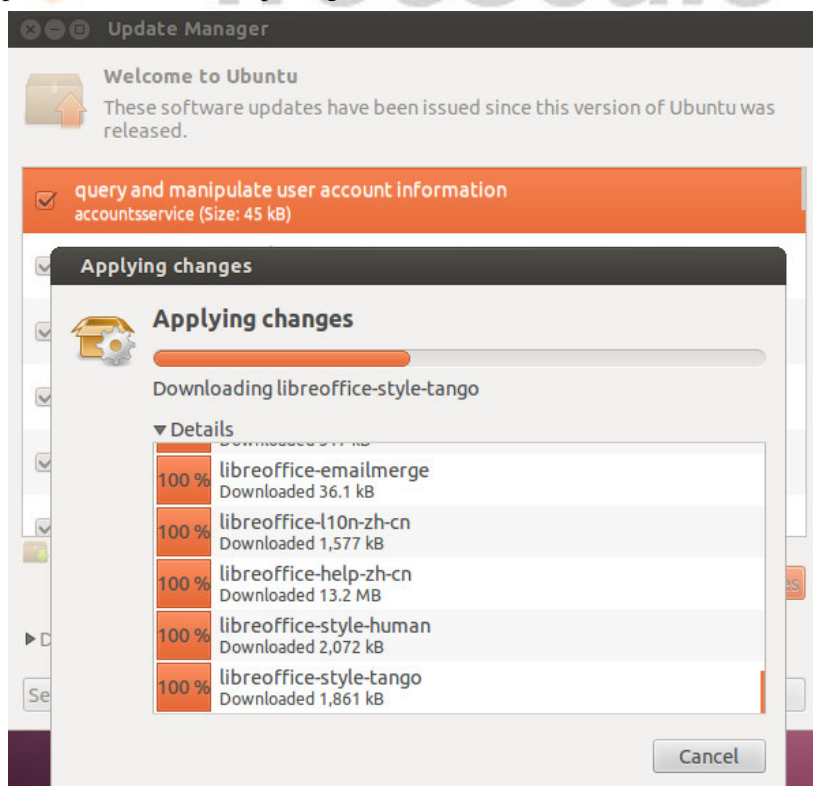 Update Manager
Welcome to Ubuntu
These software updates have been issued since this version of Ubuntu was
released.
query and manipulate user account information
accountsservice (Size: 45 kB)
Applying changes
Applying changes
Downloading libreoffice-style-tango
Details
100 % libreoffice-emailmerge
Downloaded 36.1 kB
100 % libreoffice-l10n-zh-cn
Downloaded 1,577 kB
100 % libreoffice-help-zh-cn
Downloaded 13.2 MB
100 % libreoffice-style-human
Downloaded 2,072 kB
100 % libreoffice-style-tango
Downloaded 1,861 kB
Cancel